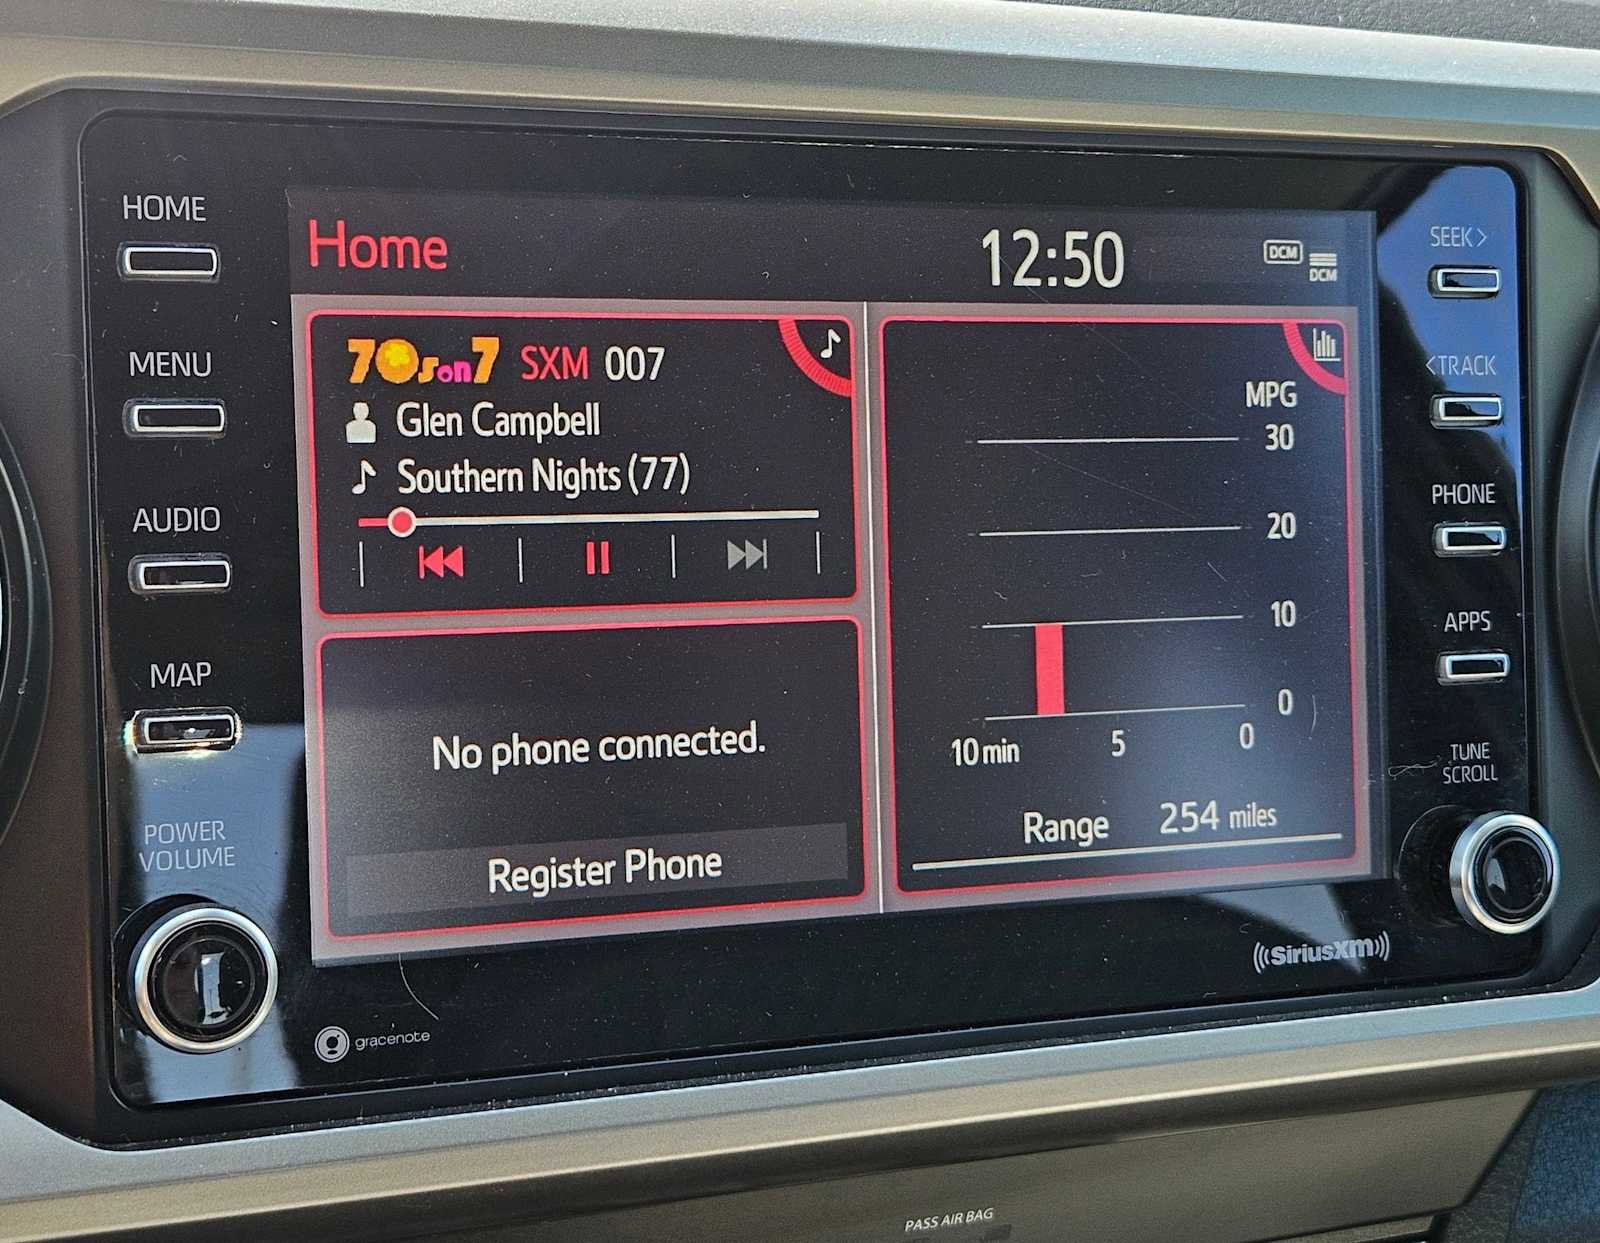 HOME
MENU
AUDIO
MAP
POWER
VOLUME
Home
12:50
DCM
DCM
70s on 7 SXM 007
Glen Campbell
Southern Nights (77)
No phone connected.
Register Phone
MPG
30
20
10
0
10 min 5 0
Range 254 miles
SEEK >
< TRACK
PHONE
APPS
TUNE
SCROLL
gracenote
((SiriusXM))
PASS AIR BAG